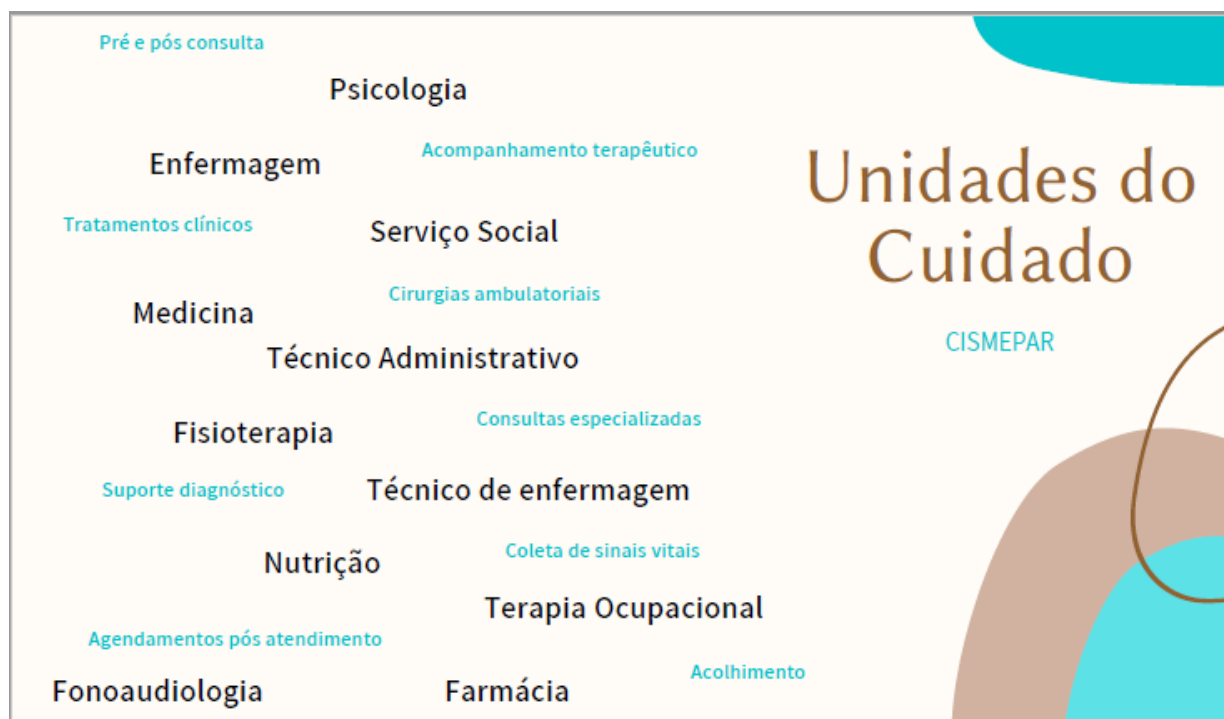 Pré e pós consulta
Psicologia
Acompanhamento terapêutico
Enfermagem
Tratamentos clínicos
Serviço Social
Cirurgias ambulatoriais
Medicina
Técnico Administrativo
Consultas especializadas
Fisioterapia
Suporte diagnóstico
Técnico de enfermagem
Coleta de sinais vitais
Nutrição
Terapia Ocupacional
Agendamentos pós atendimento
Acolhimento
Fonoaudiologia
Farmácia
Unidades do
Cuidado
CISMEPAR